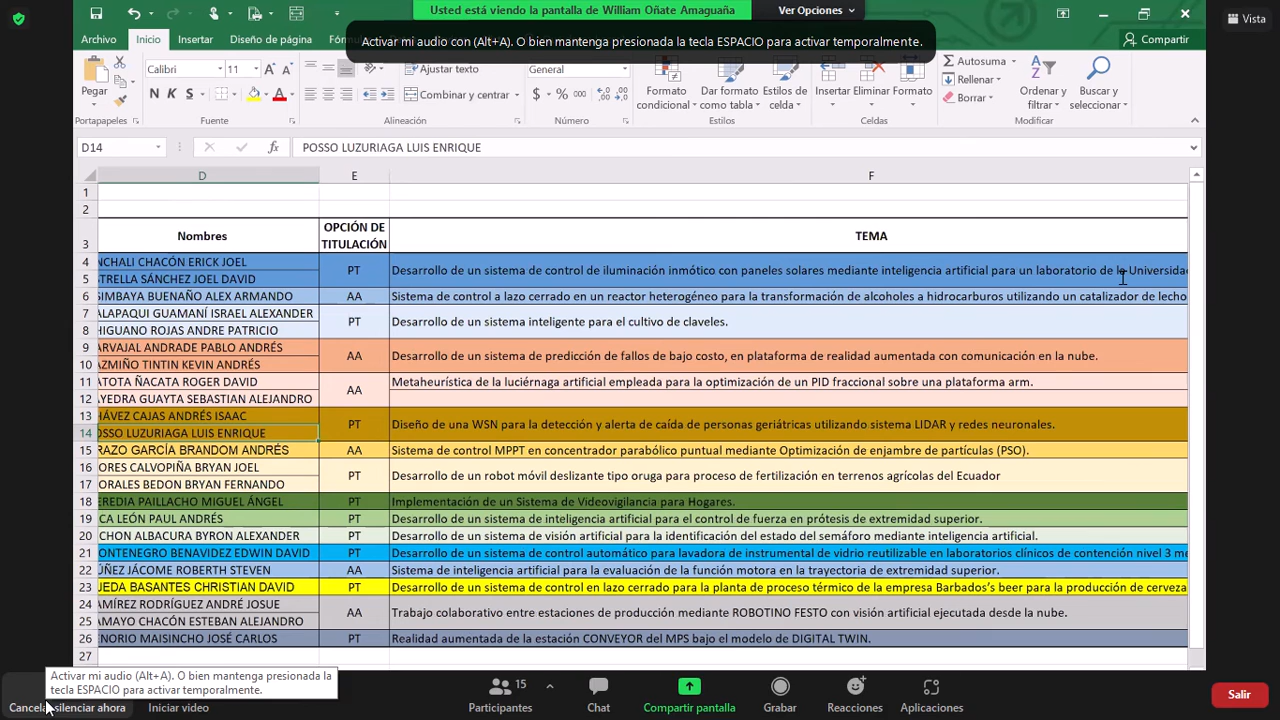 Usted está viendo la pantalla de William Oñate Amaguaña
Ver Opciones
Vista
Archivo Inicio Insertar Diseño de página
Compartir
Activar mi audio con (Alt+A). O bien mantenga presionada la tecla ESPACIO para activar temporalmente.
Pegar
Calibri 11
N K S
Ajustar texto
Combinar y centrar
General
$ % 000
Formato condicional
Dar formato como tabla
Estilos de celda
Insertar Eliminar Formato
Autosuma
Rellenar
Borrar
Ordenar y filtrar
Buscar y seleccionar
Portapapeles Fuente Alineación Número Estilos Celdas Modificar
D14 fx POSSO LUZURIAGA LUIS ENRIQUE
D E F
1
2
3 Nombres OPCIÓN DE TITULACIÓN TEMA
4 NCHALI CHACÓN ERICK JOEL PT Desarrollo de un sistema de control de iluminación inmótico con paneles solares mediante inteligencia artificial para un laboratorio de la Universidad
5 STRELLA SÁNCHEZ JOEL DAVID
6 SIMBAYA BUENAÑO ALEX ARMANDO AA Sistema de control a lazo cerrado en un reactor heterogéneo para la transformación de alcoholes a hidrocarburos utilizando un catalizador de lecho
7 ALAPAQUI GUAMANÍ ISRAEL ALEXANDER PT Desarrollo de un sistema inteligente para el cultivo de claveles.
8 HIGUANO ROJAS ANDRE PATRICIO
9 ARVAJAL ANDRADE PABLO ANDRÉS AA Desarrollo de un sistema de predicción de fallos de bajo costo, en plataforma de realidad aumentada con comunicación en la nube.
10 AZMIÑO TINTIN KEVIN ANDRÉS
11 ATOTA ÑACATA ROGER DAVID AA Metaheurística de la luciérnaga artificial empleada para la optimización de un PID fraccional sobre una plataforma arm.
12 AYEDRA GUAYTA SEBASTIAN ALEJANDRO
13 HÁVEZ CAJAS ANDRÉS ISAAC PT Diseño de una WSN para la detección y alerta de caída de personas geriátricas utilizando sistema LIDAR y redes neuronales.
14 OSSO LUZURIAGA LUIS ENRIQUE
15 RAZO GARCÍA BRANDOM ANDRÉS AA Sistema de control MPPT en concentrador parabólico puntual mediante Optimización de enjambre de partículas (PSO).
16 ORES CALVOPIÑA BRYAN JOEL PT Desarrollo de un robot móvil deslizante tipo oruga para proceso de fertilización en terrenos agrícolas del Ecuador
17 ORALES BEDON BRYAN FERNANDO
18 EREDIA PAILLACHO MIGUEL ÁNGEL PT Implementación de un Sistema de Videovigilancia para Hogares.
19 CA LEÓN PAUL ANDRÉS PT Desarrollo de un sistema de inteligencia artificial para el control de fuerza en prótesis de extremidad superior.
20 CHON ALBACURA BYRON ALEXANDER PT Desarrollo de un sistema de visión artificial para la identificación del estado del semáforo mediante inteligencia artificial.
21 ONTENEGRO BENAVIDEZ EDWIN DAVID PT Desarrollo de un sistema de control automático para lavadora de instrumental de vidrio reutilizable en laboratorios clínicos de contención nivel 3 me
22 ÚÑEZ JÁCOME ROBERTH STEVEN AA Sistema de inteligencia artificial para la evaluación de la función motora en la trayectoria de extremidad superior.
23 JEDA BASANTES CHRISTIAN DAVID PT Desarrollo de un sistema de control en lazo cerrado para la planta de proceso térmico de la empresa Barbados's beer para la producción de cerveza
24 AMÍREZ RODRÍGUEZ ANDRÉ JOSUE AA Trabajo colaborativo entre estaciones de producción mediante ROBOTINO FESTO con visión artificial ejecutada desde la nube.
25 AMAYO CHACÓN ESTEBAN ALEJANDRO
26 ENORIO MAISINCHO JOSÉ CARLOS PT Realidad aumentada de la estación CONVEYOR del MPS bajo el modelo de DIGITAL TWIN.
27
Activar mi audio (Alt+A). O bien mantenga presionada la
tecla ESPACIO para activar temporalmente.
Cancelar silenciar ahora Iniciar video 15 Participantes Chat Compartir pantalla Grabar Reacciones Aplicaciones Salir